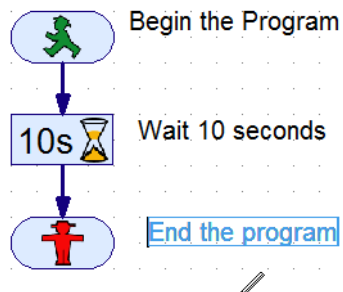 Begin the Program
10s Wait 10 seconds
End the program